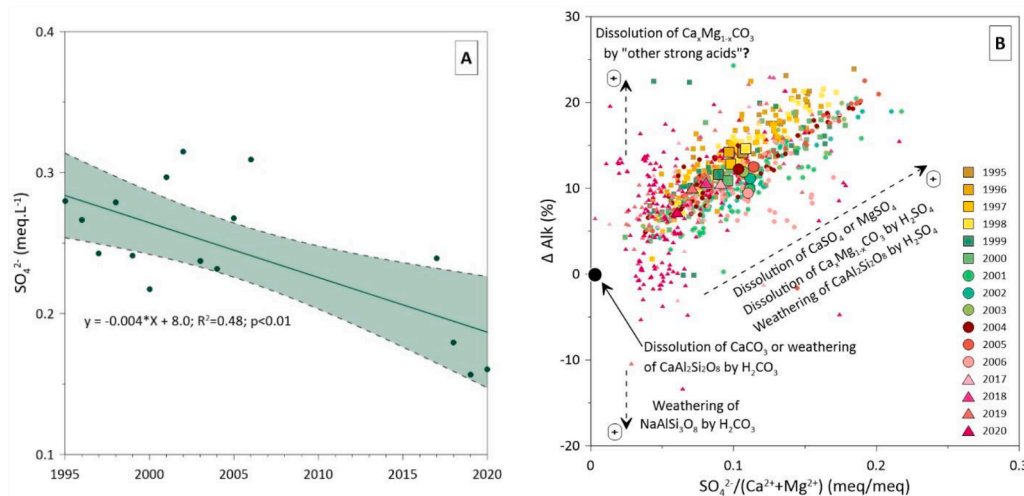 A
0.4
0.3
0.2
0.1
SO₄²⁻ (meq.L⁻¹)
y = -0.004*X + 8.0; R²=0.48; p<0.01
1995
2000
2005
2010
2015
2020
B
30
20
10
0
-10
-20
Δ Alk (%)
Dissolution of CaₓMg₁₋ₓCO₃
by "other strong acids"?
+
+
Dissolution of CaSO₄ or MgSO₄
Dissolution of CaₓMg₁₋ₓCO₃ by H₂SO₄
Weathering of CaAl₂Si₂O₈ by H₂SO₄
Dissolution of CaCO₃ or weathering
of CaAl₂Si₂O₈ by H₂CO₃
Weathering of
NaAlSi₃O₈ by H₂CO₃
+
1995
1996
1997
1998
1999
2000
2001
2002
2003
2004
2005
2006
2017
2018
2019
2020
0
0.1
0.2
0.3
SO₄²⁻/(Ca²⁺+Mg²⁺) (meq/meq)